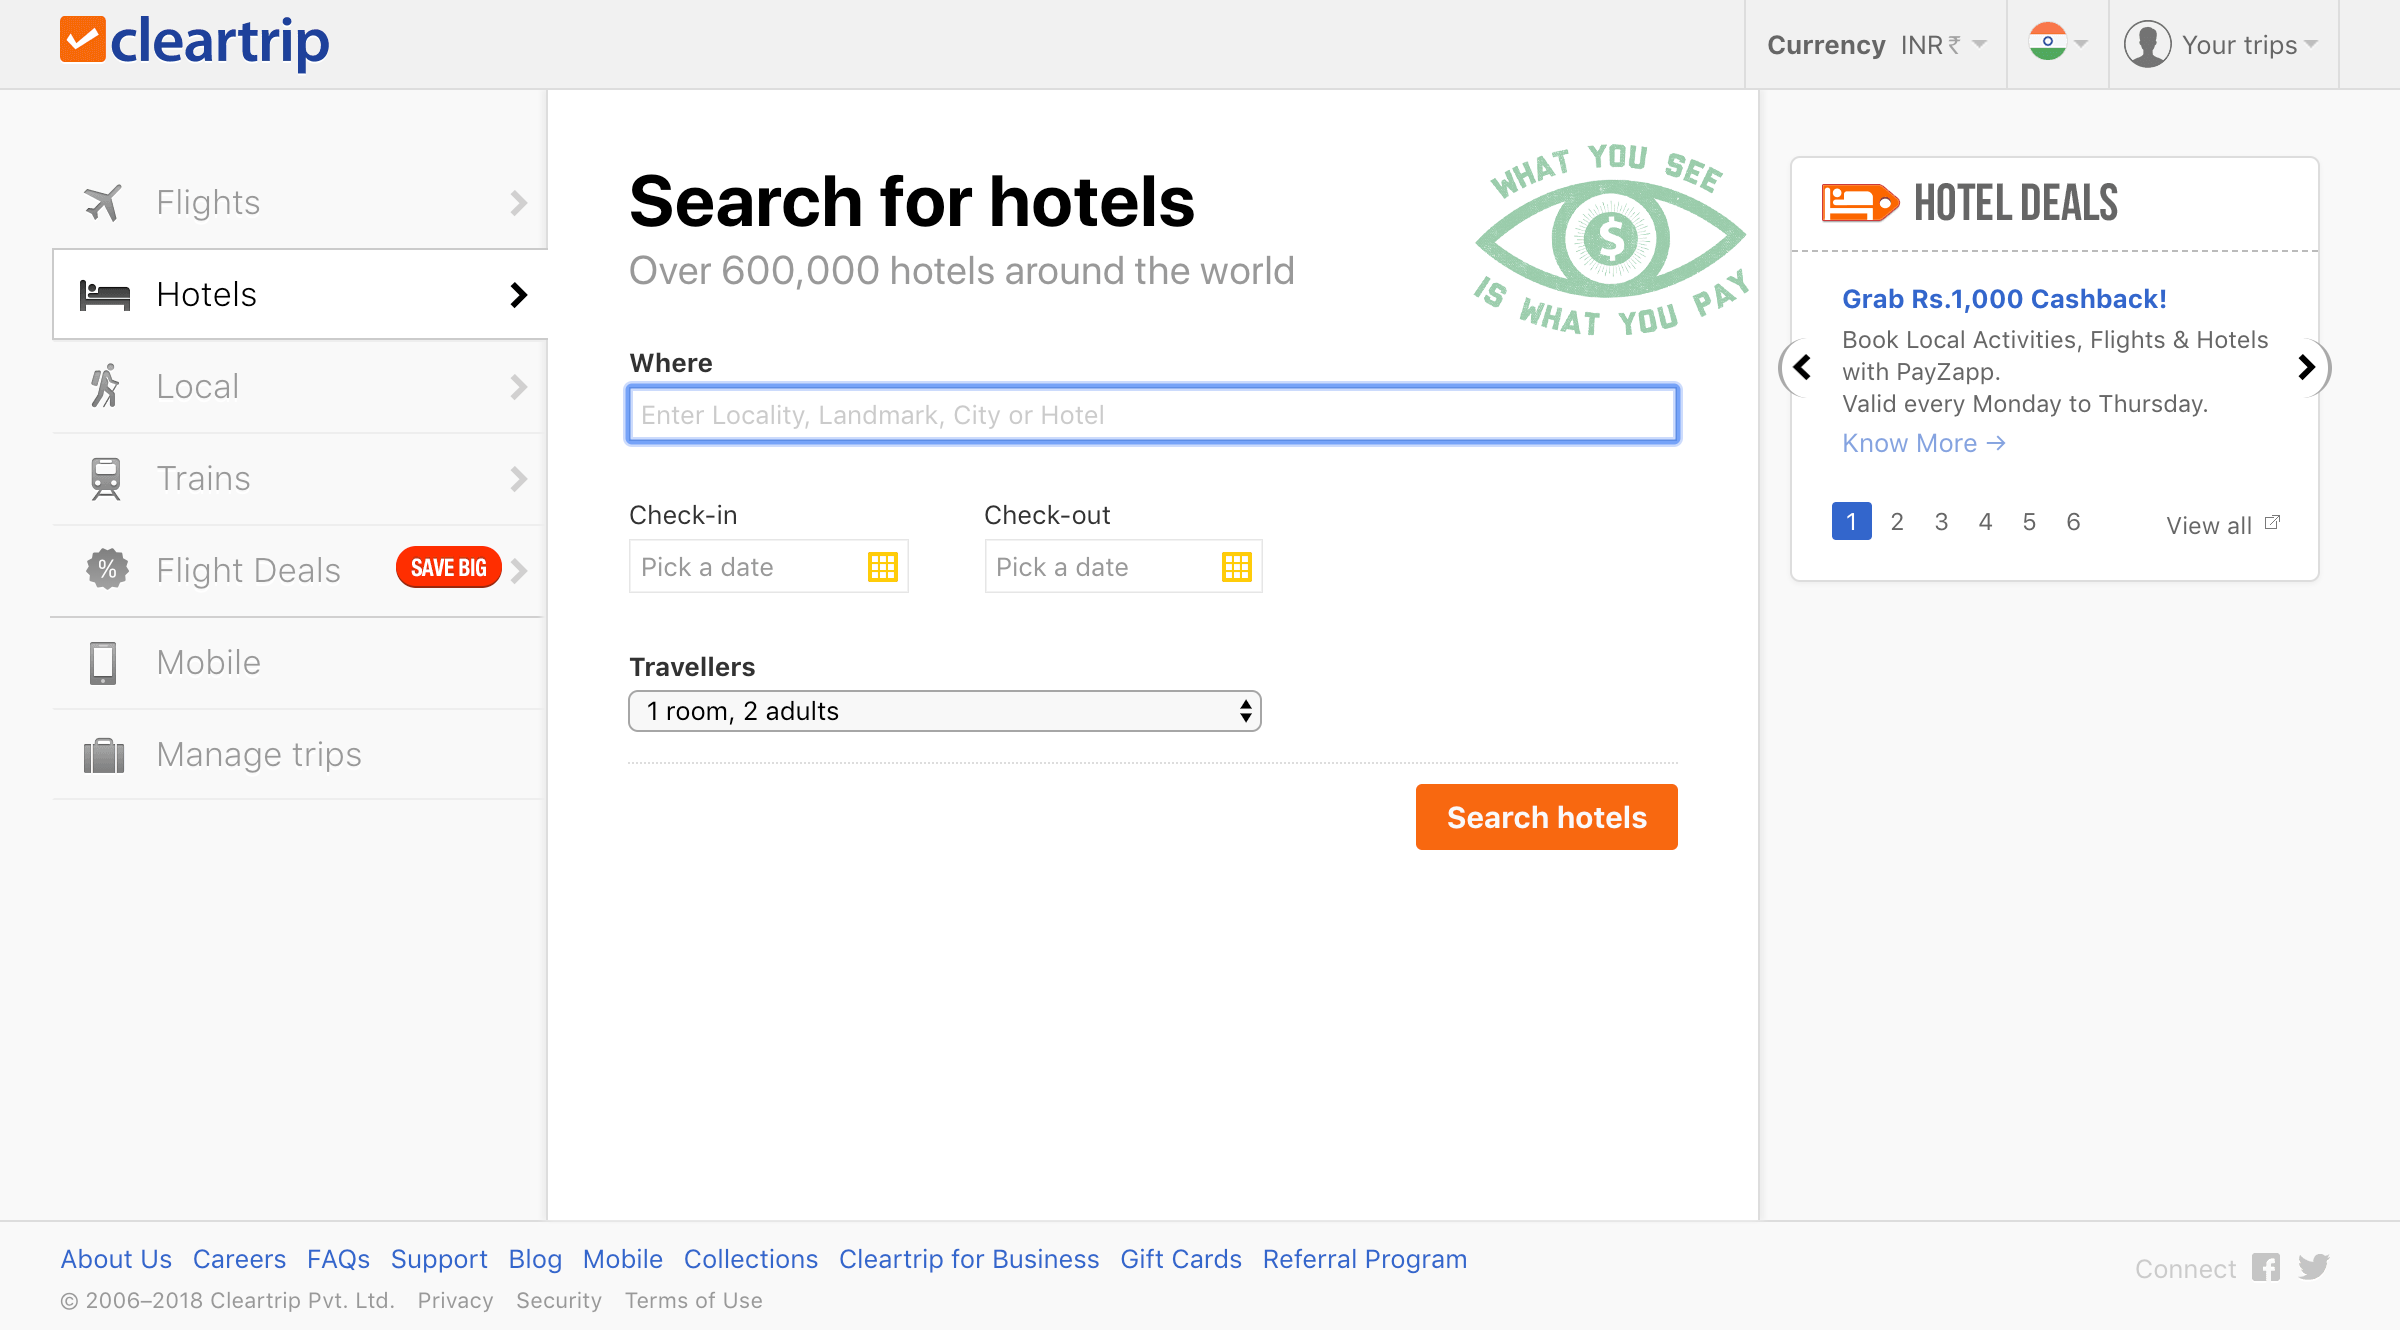 cleartrip
Currency INR ₹
Your trips
Flights
Hotels
Local
Trains
%
Flight Deals SAVE BIG
Mobile
Manage trips
Search for hotels
Over 600,000 hotels around the world
WHAT YOU SEE
$
IS WHAT YOU PAY
Where
Enter Locality, Landmark, City or Hotel
Check-in Check-out
Pick a date Pick a date
Travellers
1 room, 2 adults
Search hotels
HOTEL DEALS
Grab Rs.1,000 Cashback!
Book Local Activities, Flights & Hotels
with PayZapp.
Valid every Monday to Thursday.
Know More →
1 2 3 4 5 6 View all
About Us Careers FAQs Support Blog Mobile Collections Cleartrip for Business Gift Cards Referral Program
© 2006–2018 Cleartrip Pvt. Ltd. Privacy Security Terms of Use
Connect